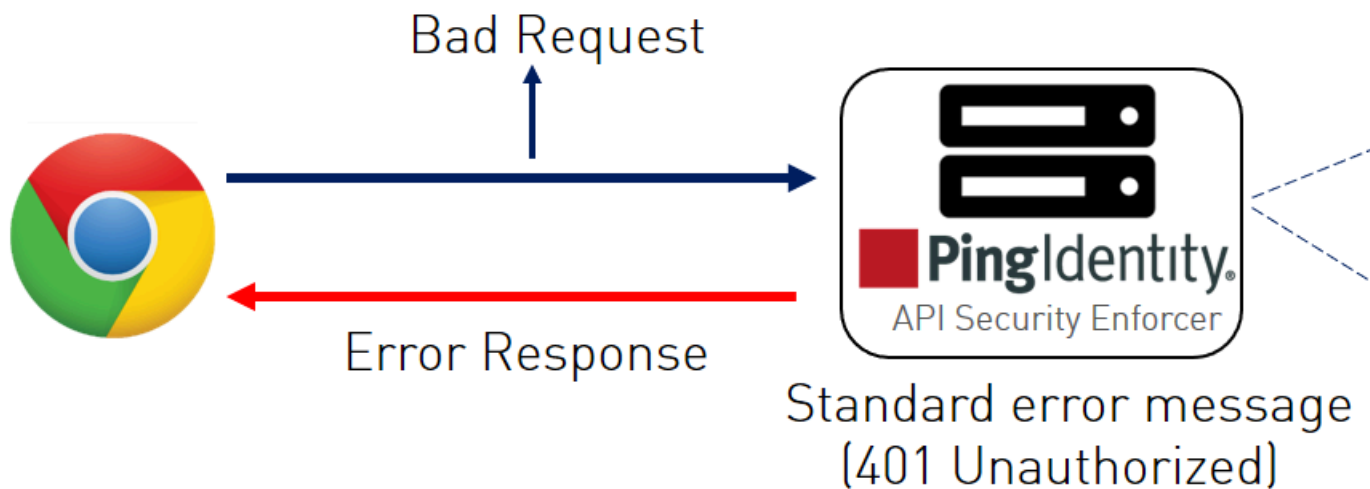 Bad Request
PingIdentity®
API Security Enforcer
Error Response
Standard error message
(401 Unauthorized)